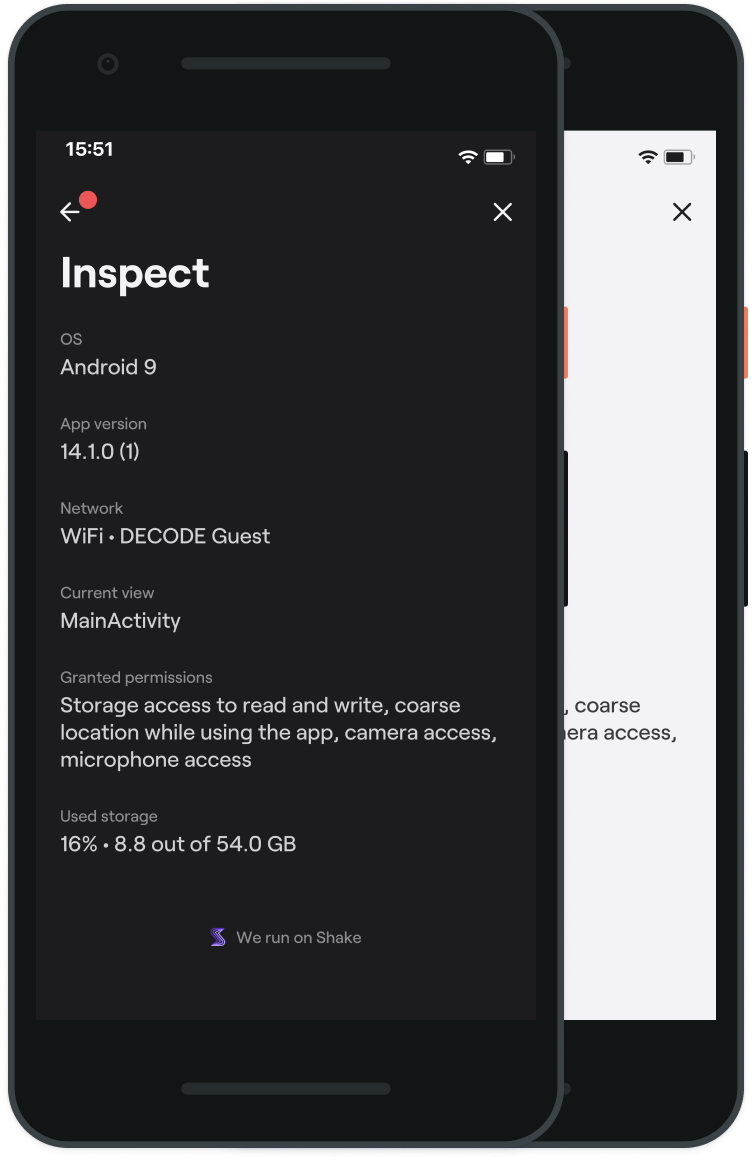 15:51
Inspect
OS
Android 9
App version
14.1.0 (1)
Network
WiFi • DECODE Guest
Current view
MainActivity
Granted permissions
Storage access to read and write, coarse
location while using the app, camera access,
microphone access
Used storage
16% • 8.8 out of 54.0 GB
We run on Shake
, coarse
era access,